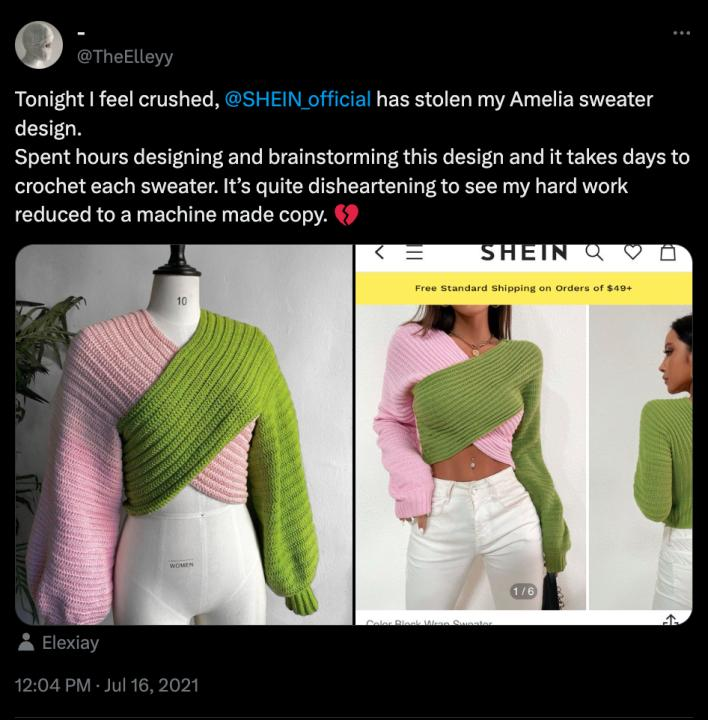 -
@TheElleyy
Tonight I feel crushed, @SHEIN_official has stolen my Amelia sweater
design.
Spent hours designing and brainstorming this design and it takes days to
crochet each sweater. It’s quite disheartening to see my hard work
reduced to a machine made copy. 💔
10
WOMEN
SHEIN
Free Standard Shipping on Orders of $49+
1 / 6
Color Block Wrap Sweater
Elexiay
12:04 PM · Jul 16, 2021